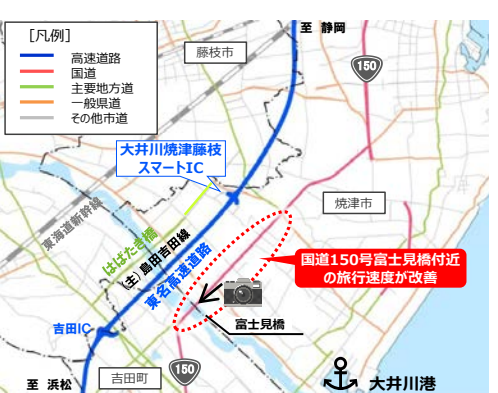 ［凡例］
高速道路
国道
主要地方道
一般県道
その他市道
至 静岡
藤枝市
150
大井川焼津藤枝
スマートIC
焼津市
東海道新幹線
はばたき橋
(主)島田吉田線
東名高速道路
国道150号富士見橋付近
の旅行速度が改善
富士見橋
吉田IC
至 浜松
吉田町
150
大井川港